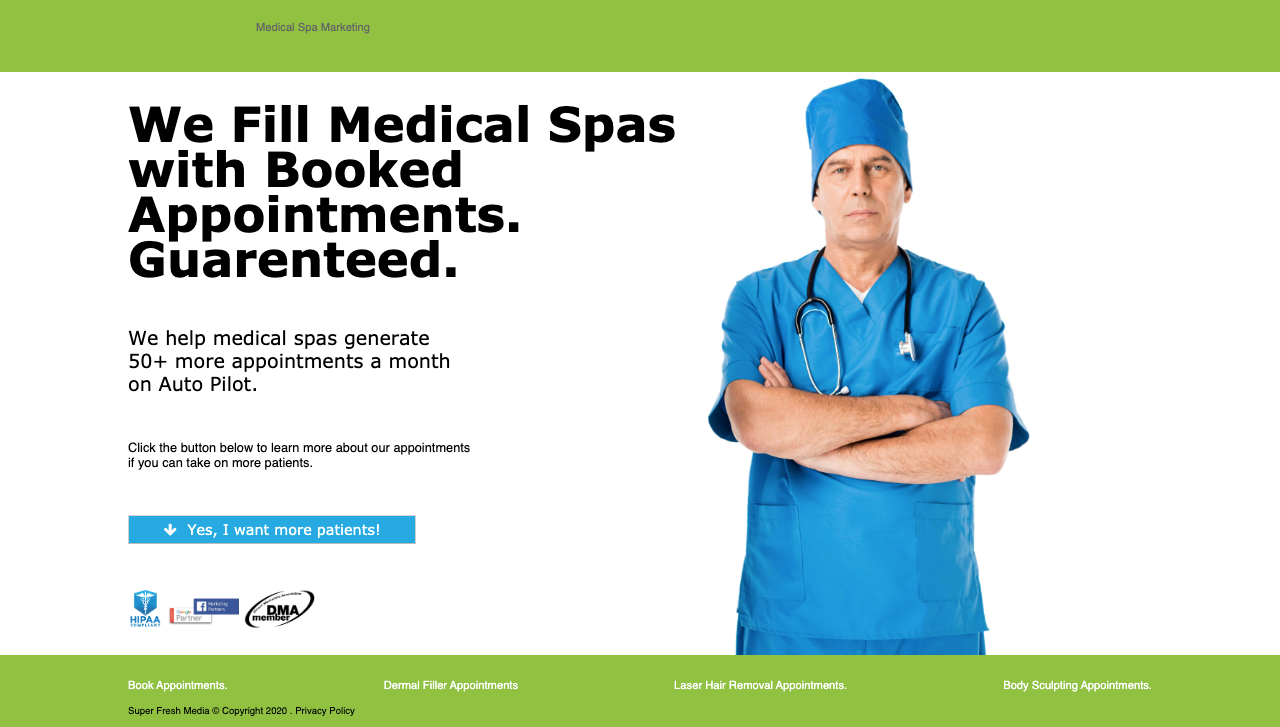 Medical Spa Marketing
We Fill Medical Spas
with Booked
Appointments.
Guarenteed.
We help medical spas generate
50+ more appointments a month
on Auto Pilot.
Click the button below to learn more about our appointments
if you can take on more patients.
Yes, I want more patients!
HIPAA
COMPLIANT
Google
Partner
Marketing
Partners
DMA
member
Book Appointments.
Dermal Filler Appointments
Laser Hair Removal Appointments.
Body Sculpting Appointments.
Super Fresh Media © Copyright 2020 . Privacy Policy